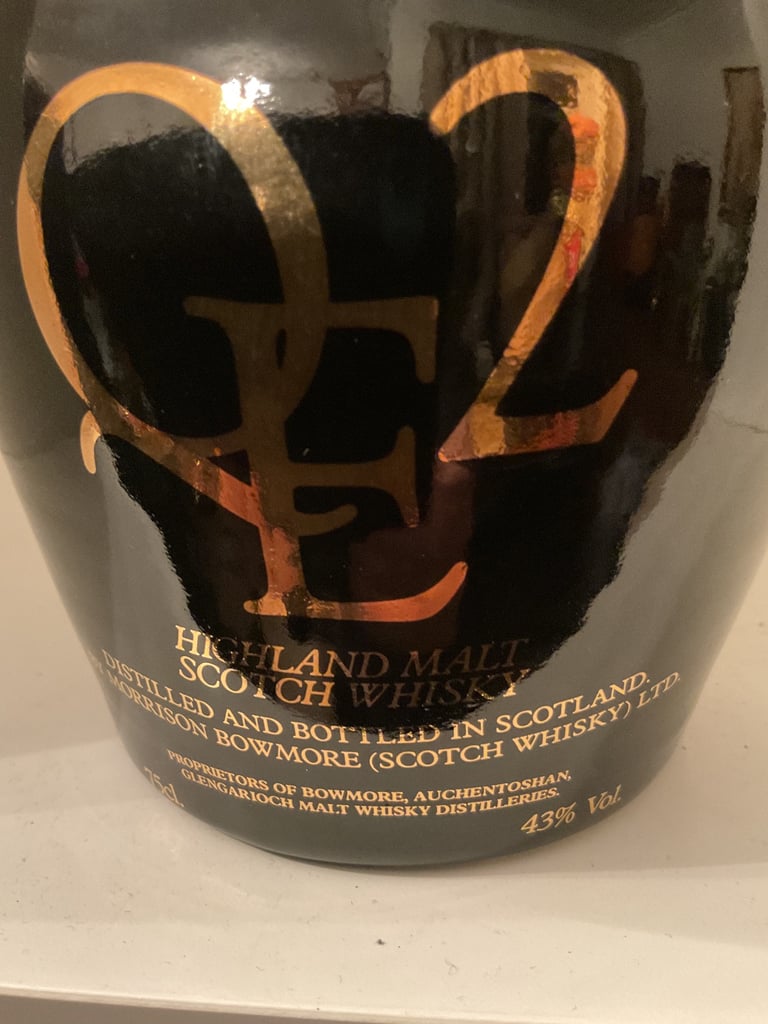 QE2
HIGHLAND MALT
SCOTCH WHISKY
DISTILLED AND BOTTLED IN SCOTLAND.
MORRISON BOWMORE (SCOTCH WHISKY) LTD.
PROPRIETORS OF BOWMORE, AUCHENTOSHAN,
GLENGARIOCH MALT WHISKY DISTILLERIES.
75cl.
43% Vol.